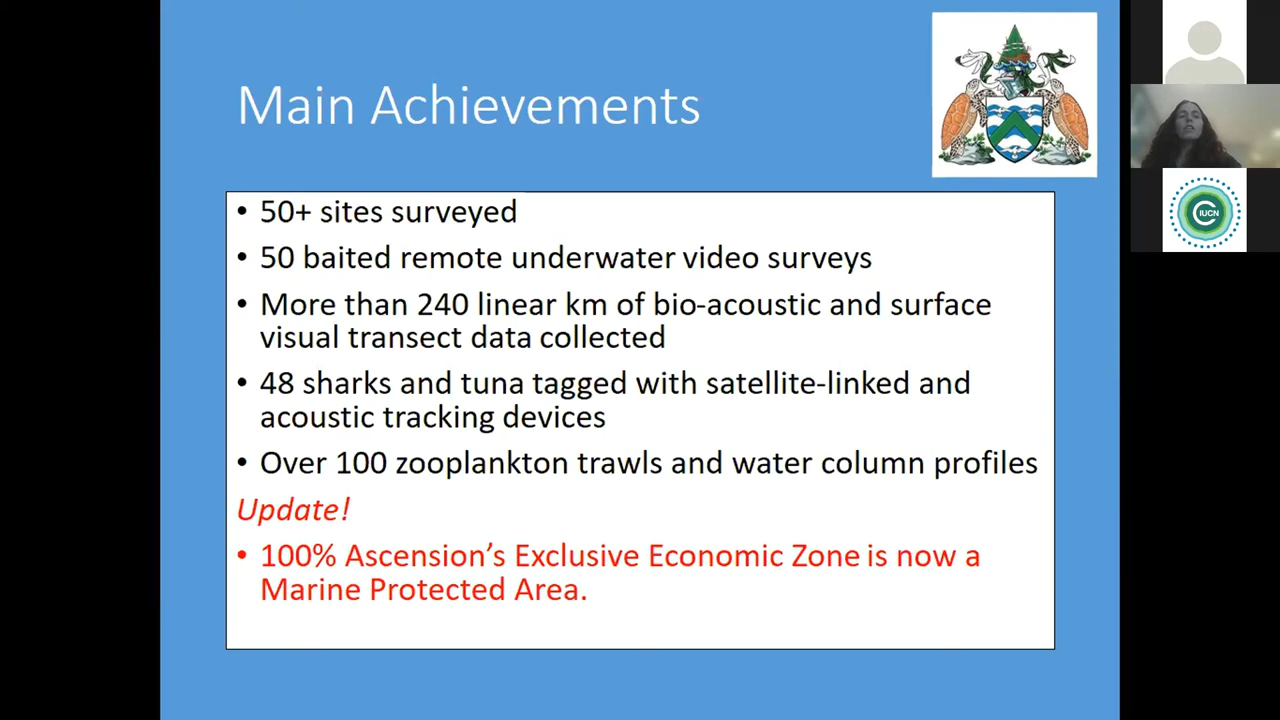 Main Achievements
• 50+ sites surveyed
• 50 baited remote underwater video surveys
• More than 240 linear km of bio-acoustic and surface
visual transect data collected
• 48 sharks and tuna tagged with satellite-linked and
acoustic tracking devices
• Over 100 zooplankton trawls and water column profiles
Update!
• 100% Ascension’s Exclusive Economic Zone is now a
Marine Protected Area.
IUCN